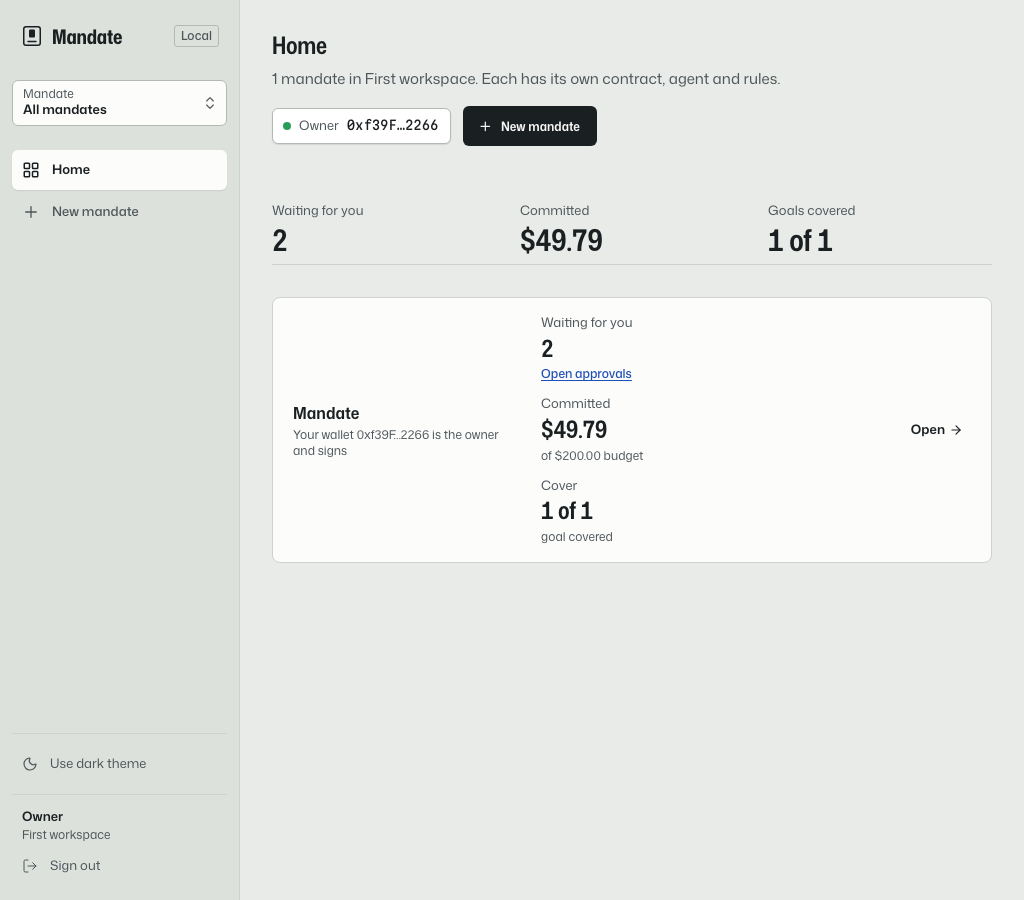 Mandate
Local
Mandate
All mandates
Home
New mandate
Use dark theme
Owner
First workspace
Sign out
Home
1 mandate in First workspace. Each has its own contract, agent and rules.
Owner 0xf39F…2266
New mandate
Waiting for you
2
Committed
$49.79
Goals covered
1 of 1
Mandate
Your wallet 0xf39F…2266 is the owner
and signs
Waiting for you
2
Open approvals
Committed
$49.79
of $200.00 budget
Cover
1 of 1
goal covered
Open